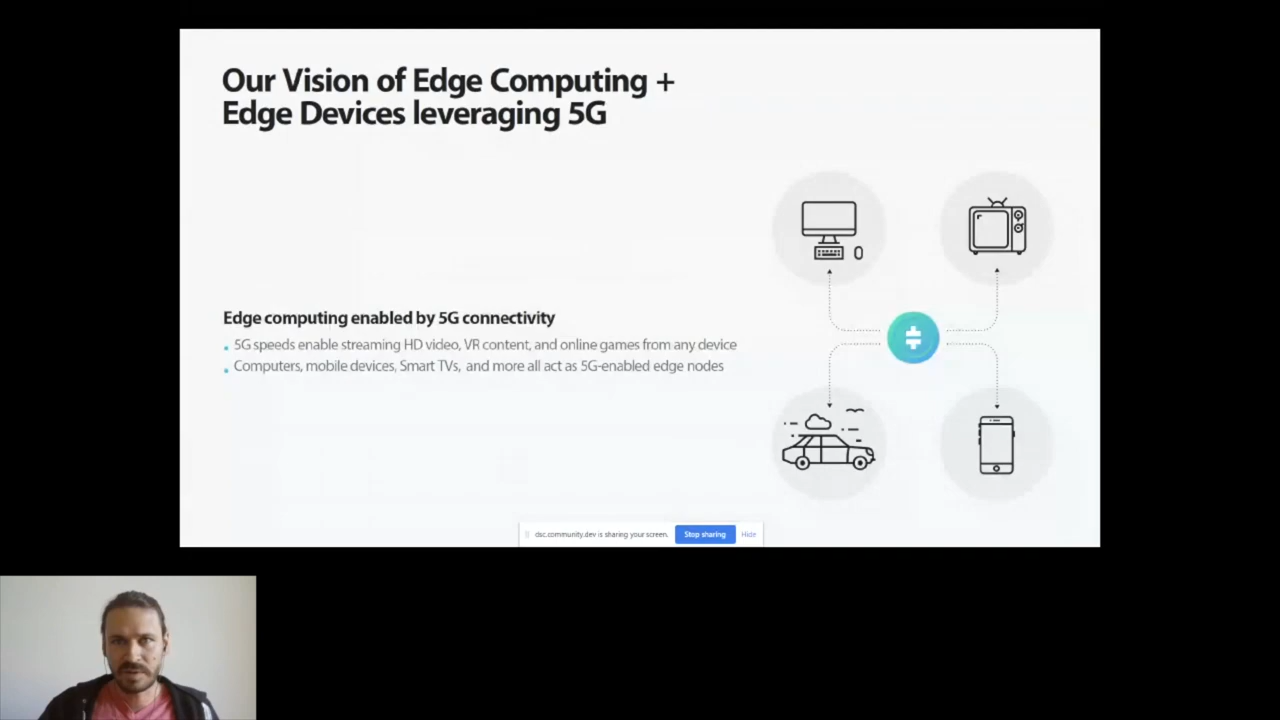 Our Vision of Edge Computing +
Edge Devices leveraging 5G
Edge computing enabled by 5G connectivity
5G speeds enable streaming HD video, VR content, and online games from any device
Computers, mobile devices, Smart TVs, and more all act as 5G-enabled edge nodes
dsc.community.dev is sharing your screen. Stop sharing Hide